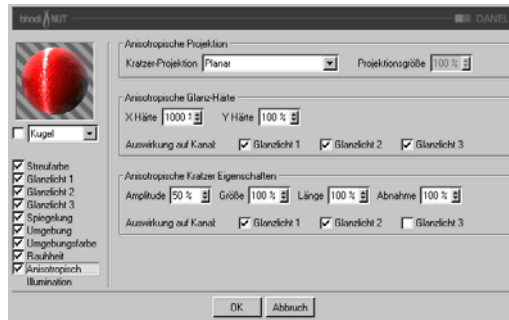 bhodi NUT DANEL
Anisotropische Projektion
Kratzer-Projektion Planar Projektionsgröße 100 %
Anisotropische Glanz-Härte
X Härte 1000 % Y Härte 100 %
Auswirkung auf Kanal: Glanzlicht 1 Glanzlicht 2 Glanzlicht 3
Kugel
Anisotropische Kratzer Eigenschaften
Amplitude 50 % Größe 100 % Länge 100 % Abnahme 100 %
Auswirkung auf Kanal: Glanzlicht 1 Glanzlicht 2 Glanzlicht 3
Streufarbe
Glanzlicht 1
Glanzlicht 2
Glanzlicht 3
Spiegelung
Umgebung
Umgebungsfarbe
Rauhheit
Anisotropisch
Illumination
OK Abbruch